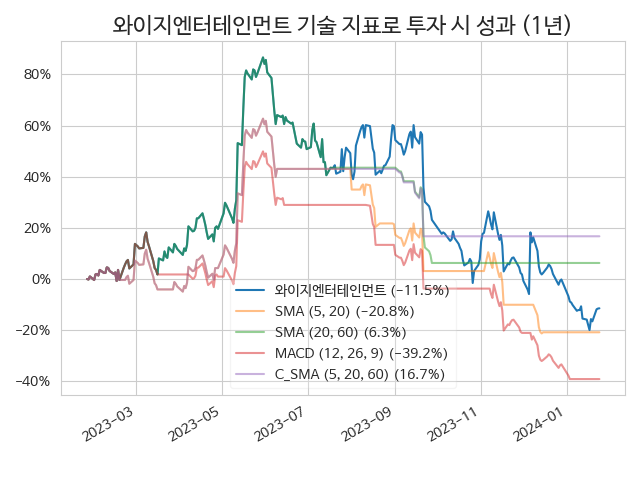 와이지엔터테인먼트 기술 지표로 투자 시 성과 (1년)
80%
60%
40%
20%
0%
−20%
−40%
와이지엔터테인먼트 (−11.5%)
SMA (5, 20) (−20.8%)
SMA (20, 60) (6.3%)
MACD (12, 26, 9) (−39.2%)
C_SMA (5, 20, 60) (16.7%)
2023−03
2023−05
2023−07
2023−09
2023−11
2024−01